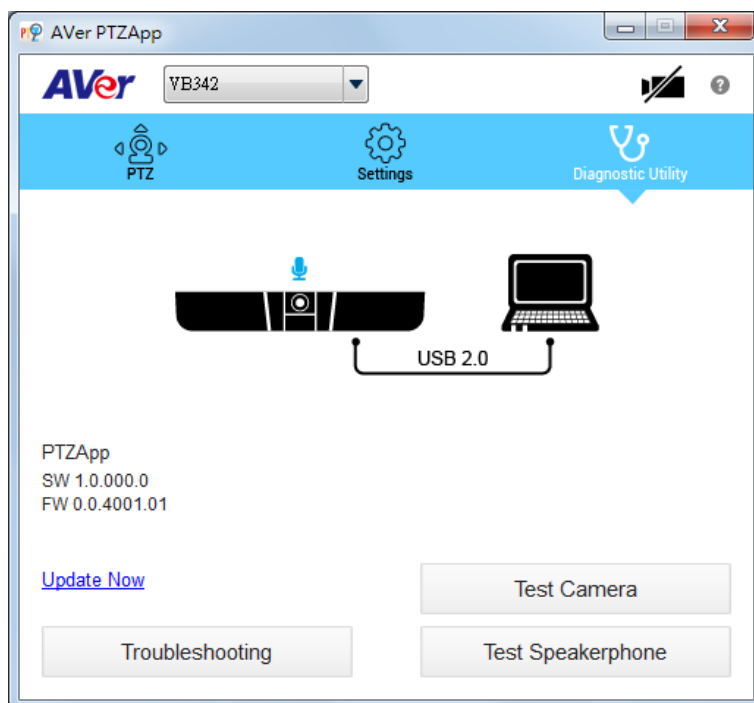 AVer PTZApp
AVer
VB342
?
PTZ
Settings
Diagnostic Utility
USB 2.0
PTZApp
SW 1.0.000.0
FW 0.0.4001.01
Update Now
Test Camera
Troubleshooting
Test Speakerphone